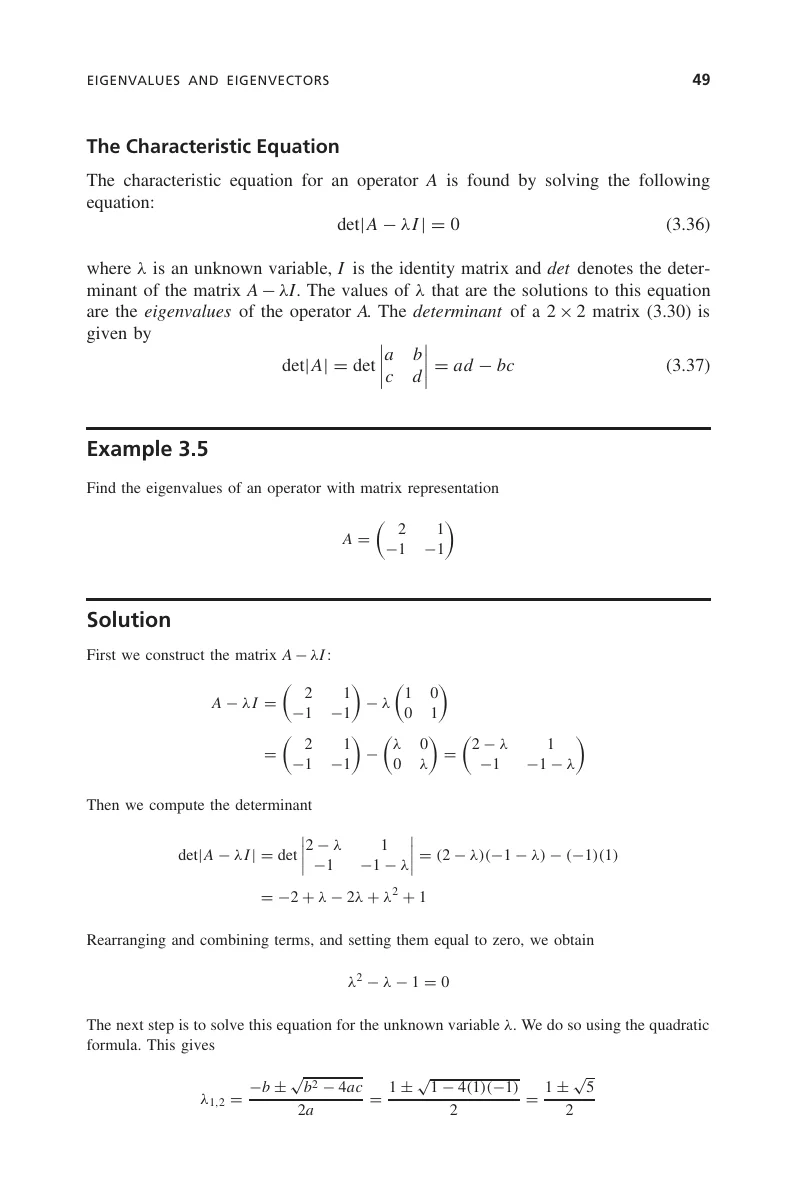 EIGENVALUES AND EIGENVECTORS 49
The Characteristic Equation
The characteristic equation for an operator A is found by solving the following
equation:
det|A − λI| = 0 (3.36)
where λ is an unknown variable, I is the identity matrix and det denotes the deter-
minant of the matrix A − λI. The values of λ that are the solutions to this equation
are the eigenvalues of the operator A. The determinant of a 2 × 2 matrix (3.30) is
given by
det|A| = det |a b; c d| = ad − bc (3.37)
Example 3.5
Find the eigenvalues of an operator with matrix representation
A = (2 1; −1 −1)
Solution
First we construct the matrix A − λI:
A − λI = (2 1; −1 −1) − λ (1 0; 0 1)
= (2 1; −1 −1) − (λ 0; 0 λ) = (2 − λ 1; −1 −1 − λ)
Then we compute the determinant
det|A − λI| = det |2 − λ 1; −1 −1 − λ| = (2 − λ)(−1 − λ) − (−1)(1)
= −2 + λ − 2λ + λ² + 1
Rearranging and combining terms, and setting them equal to zero, we obtain
λ² − λ − 1 = 0
The next step is to solve this equation for the unknown variable λ. We do so using the quadratic
formula. This gives
λ₁,₂ = (−b ± √(b² − 4ac))/2a = (1 ± √(1 − 4(1)(−1)))/2 = (1 ± √5)/2